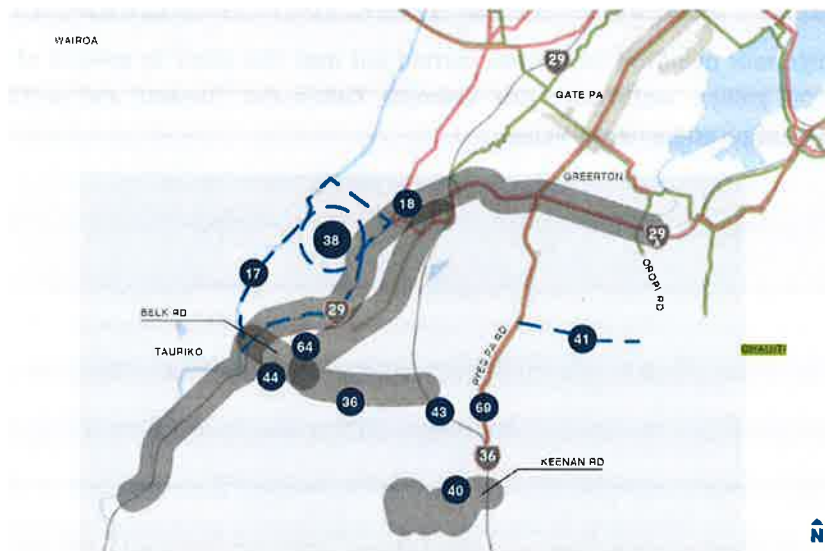 WAIROA
29
GATE PA
GREERTON
18
38
29
OROPI RD
17
BELK RD
29
64
TAURIKO
44
41
PYES PA RD
36
43
69
36
KEENAN RD
40
N